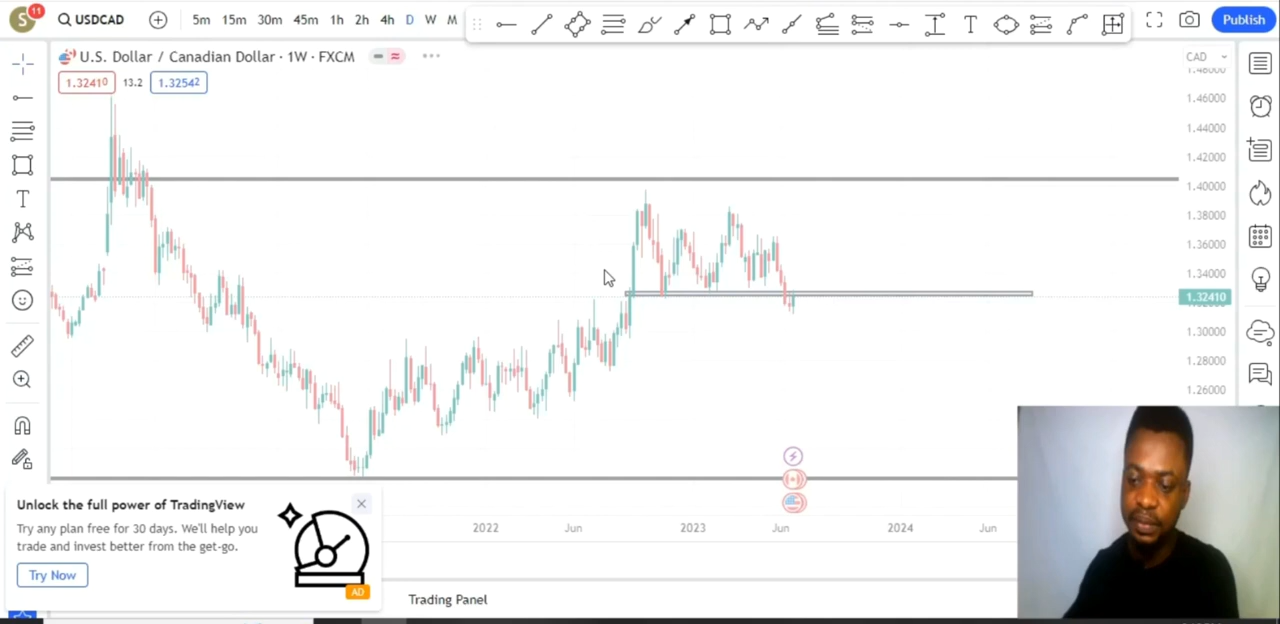 S 11 USDCAD 5m 15m 30m 45m 1h 2h 4h D W M T Publish
U.S. Dollar / Canadian Dollar · 1W · FXCM
CAD
1.32410 13.2 1.32542
1.48000
1.46000
1.44000
1.42000
1.40000
1.38000
1.36000
1.34000
1.32410
1.30000
1.28000
1.26000
T
Unlock the full power of TradingView
Try any plan free for 30 days. We'll help you
trade and invest better from the get-go.
Try Now
AD
2022 Jun 2023 Jun 2024 Jun
Trading Panel